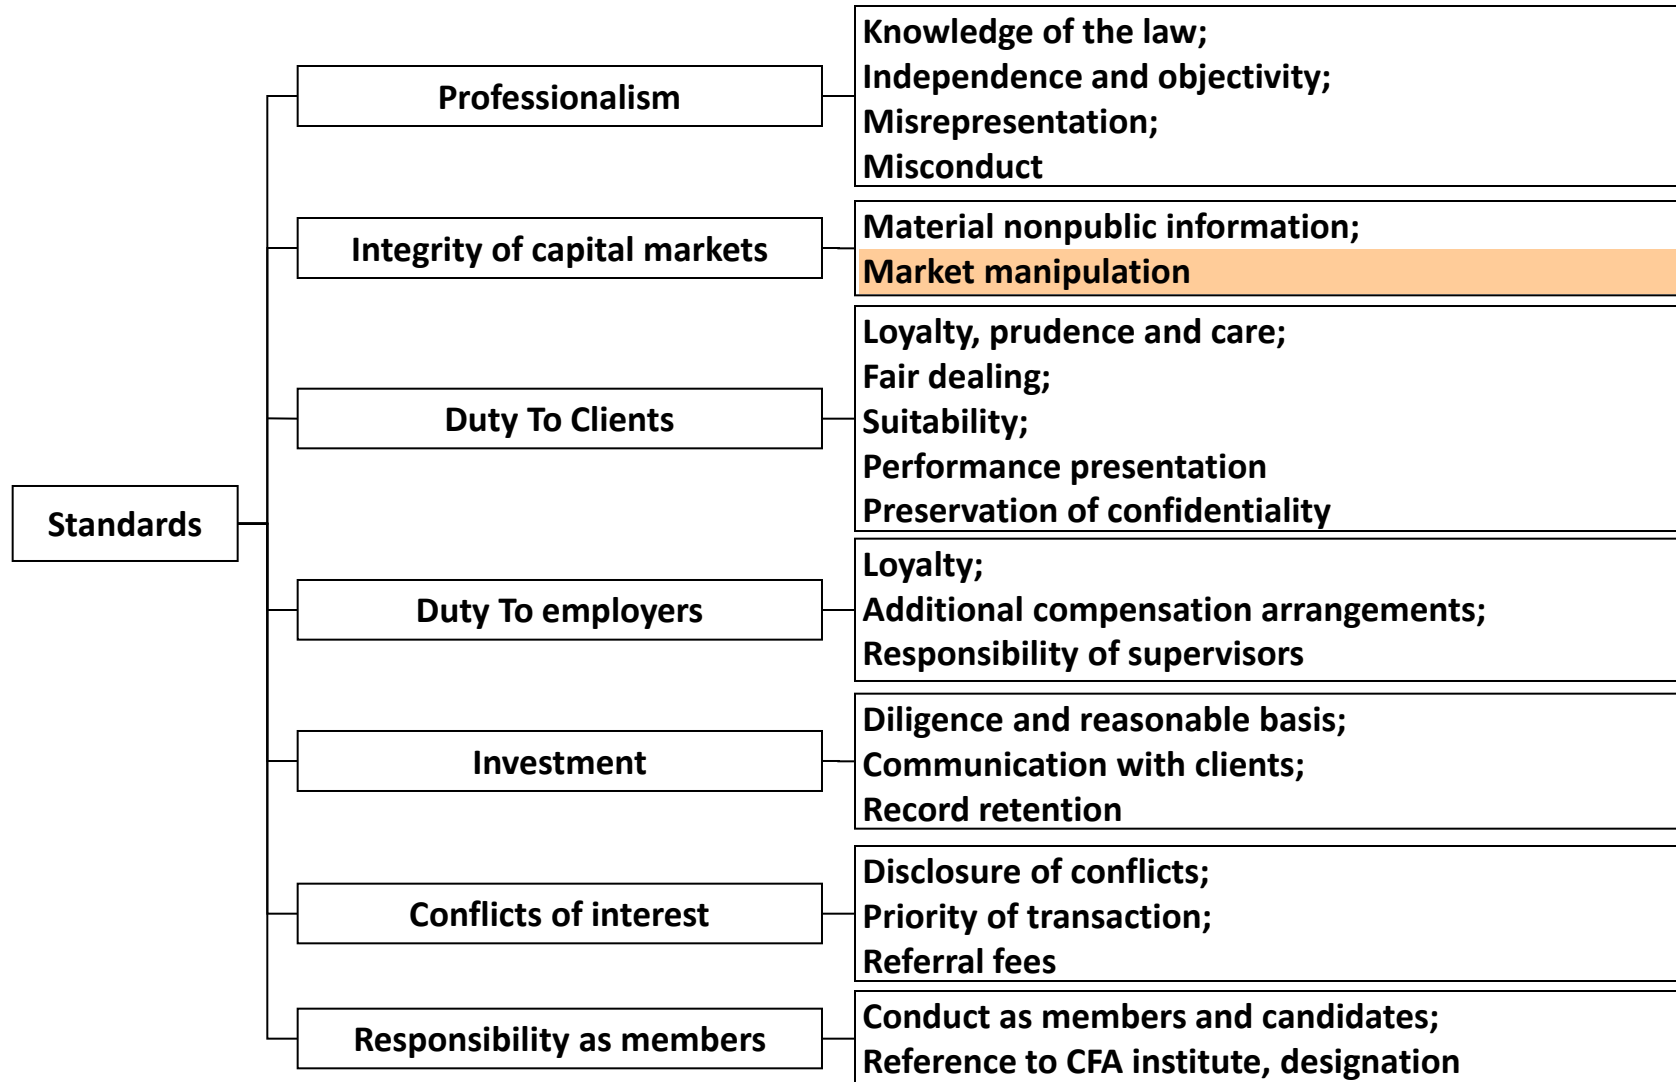 Standards
Professionalism
Knowledge of the law;
Independence and objectivity;
Misrepresentation;
Misconduct
Integrity of capital markets
Material nonpublic information;
Market manipulation
Duty To Clients
Loyalty, prudence and care;
Fair dealing;
Suitability;
Performance presentation
Preservation of confidentiality
Duty To employers
Loyalty;
Additional compensation arrangements;
Responsibility of supervisors
Investment
Diligence and reasonable basis;
Communication with clients;
Record retention
Conflicts of interest
Disclosure of conflicts;
Priority of transaction;
Referral fees
Responsibility as members
Conduct as members and candidates;
Reference to CFA institute, designation